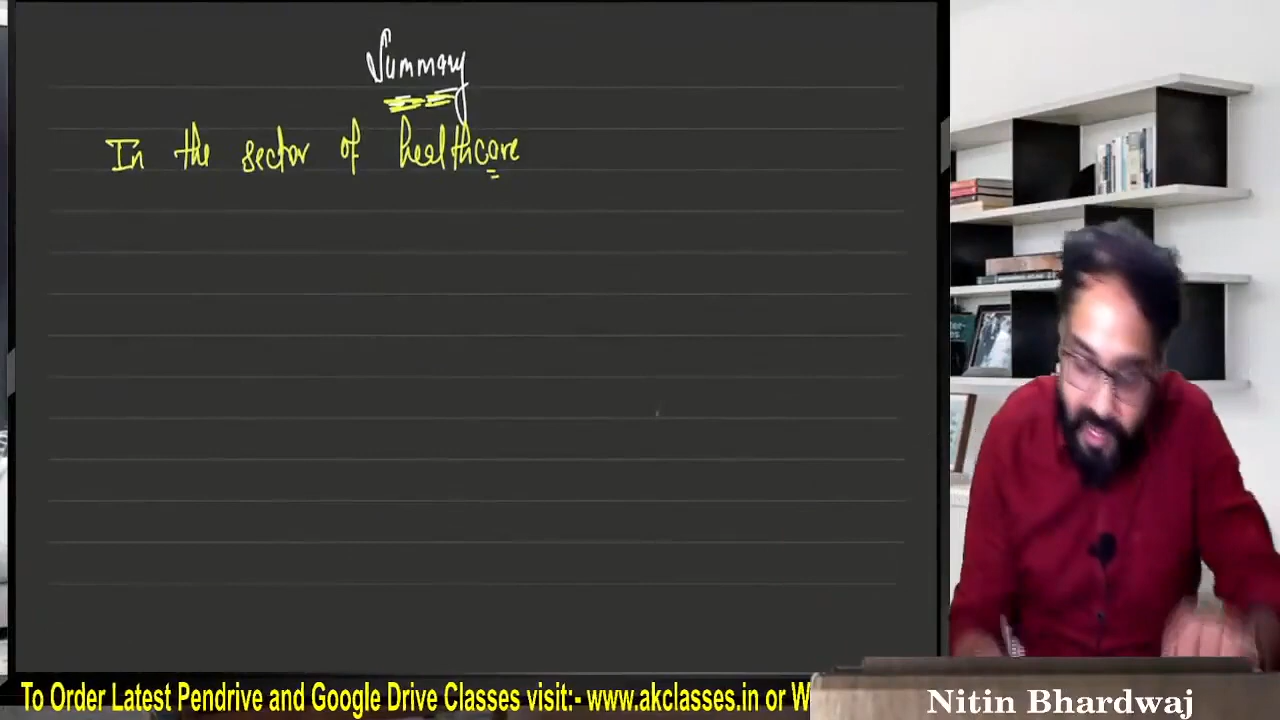 Summary
In the sector of healthcare
To Order Latest Pendrive and Google Drive Classes visit:- www.akclasses.in or W
Nitin Bhardwaj